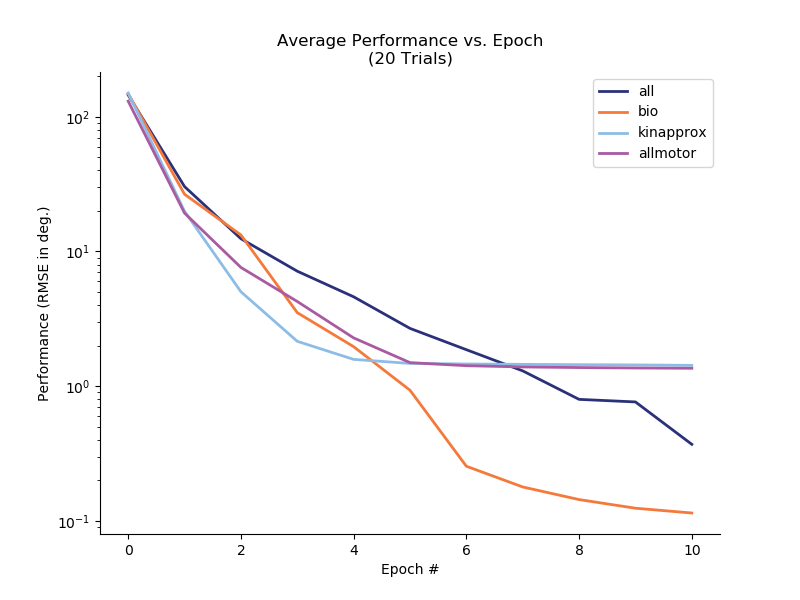 Average Performance vs. Epoch
(20 Trials)
all
bio
kinapprox
allmotor
Performance (RMSE in deg.)
10²
10¹
10⁰
10⁻¹
0 2 4 6 8 10
Epoch #